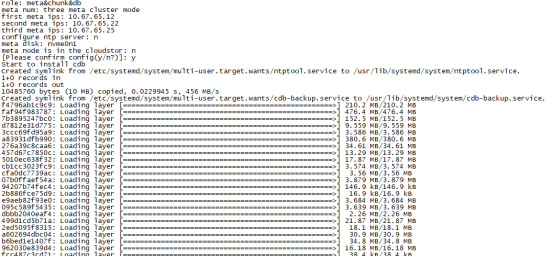 role: meta&chunk&db
meta num: three meta cluster mode
first meta ips: 10.67.65.12
second meta ips: 10.67.65.22
third meta ips: 10.67.65.25
configure ntp server: n
meta disk: nvme0n1
meta node is in the cloudstor: n
[Please confirm config(y/n?)]: y
Start to install cdb
Created symlink from /etc/systemd/system/multi-user.target.wants/ntptool.service to /usr/lib/systemd/system/ntptool.service.
1+0 records in
1+0 records out
10485760 bytes (10 MB) copied, 0.0229945 s, 456 MB/s
Created symlink from /etc/systemd/system/multi-user.target.wants/cdb-backup.service to /usr/lib/systemd/system/cdb-backup.service.
f4796ab1c9c9: Loading layer [==================================================>] 210.2 MB/210.2 MB
faf94f983787: Loading layer [==================================================>] 476.4 MB/476.4 MB
7b395247bc0: Loading layer [==================================================>] 152.5 MB/152.5 MB
d7812e31d775: Loading layer [==================================================>] 9.559 MB/9.559 MB
3ccc69fd95a9: Loading layer [==================================================>] 3.586 MB/3.586 MB
a83931dfb990: Loading layer [==================================================>] 380.6 MB/380.6 MB
276a39c8caa6: Loading layer [==================================================>] 34.61 MB/34.61 MB
457d67c7850c: Loading layer [==================================================>] 13.29 MB/13.29 MB
5010ec638f32: Loading layer [==================================================>] 17.87 MB/17.87 MB
cb1cc3023fc9: Loading layer [==================================================>] 3.574 MB/3.574 MB
cfa0dc7739ac: Loading layer [==================================================>] 3.56 MB/3.56 MB
07b0ffaef54a: Loading layer [==================================================>] 3.879 MB/3.879 MB
94207b74fec4: Loading layer [==================================================>] 146.9 kB/146.9 kB
2b886fce75d9: Loading layer [==================================================>] 16.9 kB/16.9 kB
e9aeb82f93e0: Loading layer [==================================================>] 3.684 MB/3.684 MB
095c589f5435: Loading layer [==================================================>] 3.639 MB/3.639 MB
dbbb2040eaf4: Loading layer [==================================================>] 2.26 MB/2.26 MB
499d1cd5b71a: Loading layer [==================================================>] 21.87 MB/21.87 MB
2ed5095f8315: Loading layer [==================================================>] 18.1 MB/18.1 MB
a602694dbc04: Loading layer [==================================================>] 30.9 MB/30.9 MB
b6bed1e1407f: Loading layer [==================================================>] 34.8 MB/34.8 MB
962030e839d4: Loading layer [==================================================>] 16.18 MB/16.18 MB
fcc487c3cd71: Loading layer [==================================================>] 38.4 kB/38.4 kB